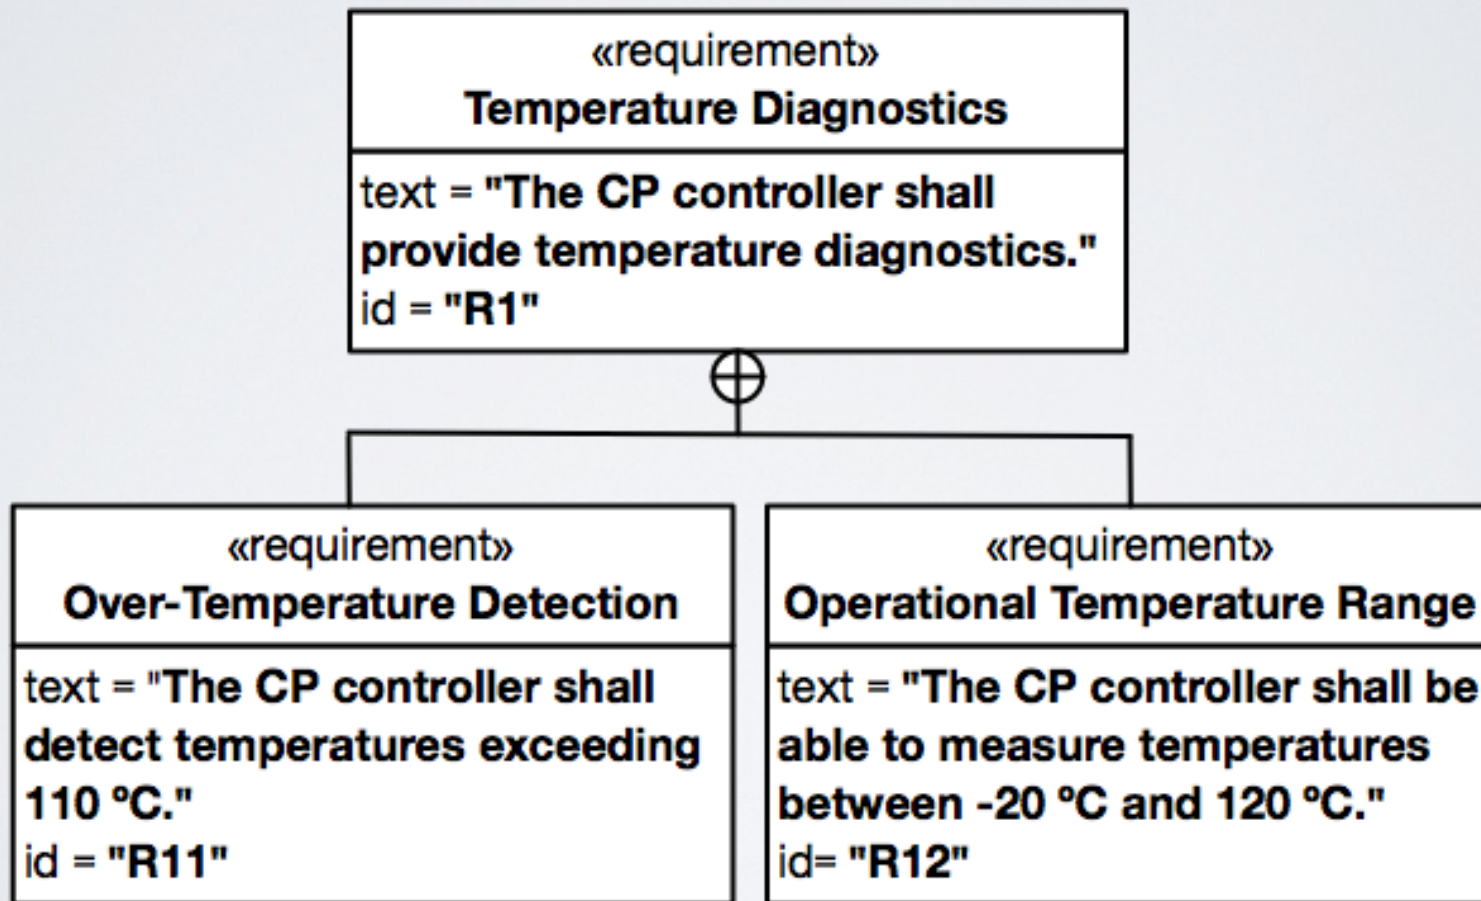 «requirement»
Temperature Diagnostics
text = "The CP controller shall
provide temperature diagnostics."
id = "R1"
«requirement»
Over-Temperature Detection
text = "The CP controller shall
detect temperatures exceeding
110 ºC."
id = "R11"
«requirement»
Operational Temperature Range
text = "The CP controller shall be
able to measure temperatures
between -20 ºC and 120 ºC."
id= "R12"